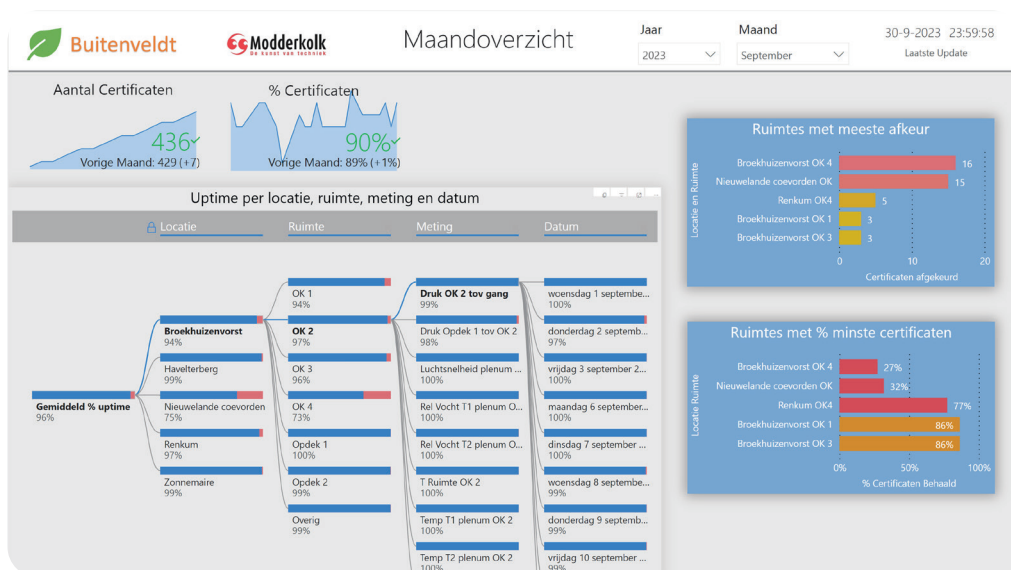 Buitenveldt
Modderkolk
De kunst van techniek
Maandoverzicht
Jaar
2023
Maand
September
30-9-2023 23:59:58
Laatste Update
Aantal Certificaten
436
Vorige Maand: 429 (+7)
% Certificaten
90%
Vorige Maand: 89% (+1%)
Uptime per locatie, ruimte, meting en datum
Locatie
Ruimte
Meting
Datum
Gemiddeld % uptime
96%
Broekhuizenvorst
94%
Havelterberg
99%
Nieuwelande coevorden
75%
Renkum
97%
Zonnemaire
99%
OK 1
94%
OK 2
97%
OK 3
96%
OK 4
73%
Opdek 1
100%
Opdek 2
99%
Overig
99%
Druk OK 2 tov gang
99%
Druk Opdek 1 tov OK 2
98%
Luchtsnelheid plenum ...
100%
Rel Vocht T1 plenum O...
100%
Rel Vocht T2 plenum O...
100%
T Ruimte OK 2
100%
Temp T1 plenum OK 2
100%
Temp T2 plenum OK 2
100%
woensdag 1 septembe...
100%
donderdag 2 septemb...
97%
vrijdag 3 september 2...
100%
maandag 6 september...
100%
dinsdag 7 september ...
100%
woensdag 8 septembe...
99%
donderdag 9 septemb...
99%
vrijdag 10 september ...
99%
Ruimtes met meeste afkeur
Locatie en Ruimte
Broekhuizenvorst OK 4 16
Nieuwelande coevorden OK 15
Renkum OK4 5
Broekhuizenvorst OK 1 3
Broekhuizenvorst OK 3 3
0 10 20
Certificaten afgekeurd
Ruimtes met % minste certificaten
Locatie Ruimte
Broekhuizenvorst OK 4 27%
Nieuwelande coevorden OK 32%
Renkum OK4 77%
Broekhuizenvorst OK 1 86%
Broekhuizenvorst OK 3 86%
0% 50% 100%
% Certificaten Behaald